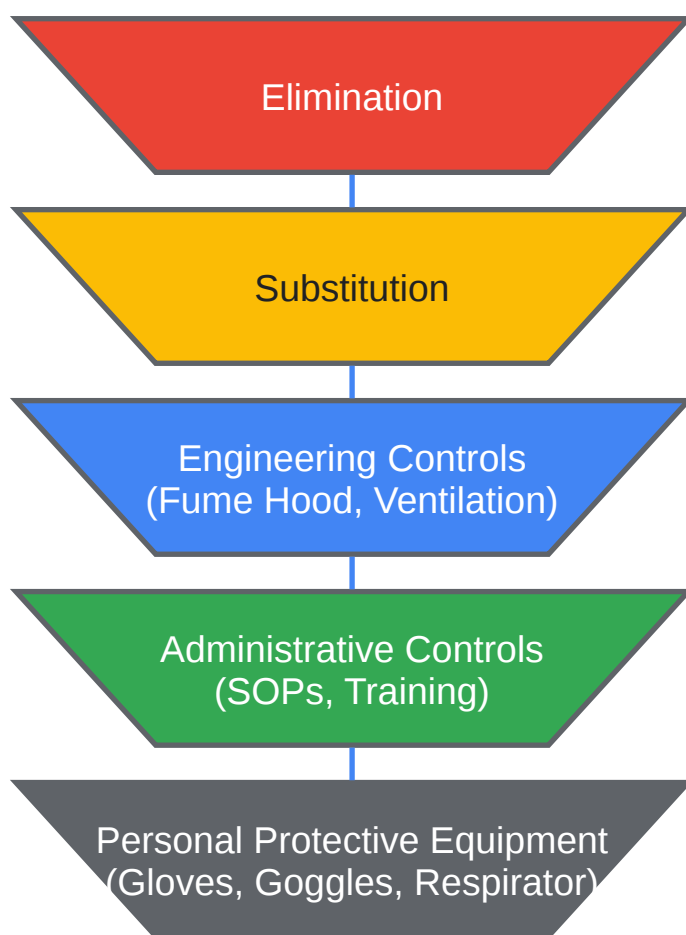 Elimination
Substitution
Engineering Controls
(Fume Hood, Ventilation)
Administrative Controls
(SOPs, Training)
Personal Protective Equipment
(Gloves, Goggles, Respirator)